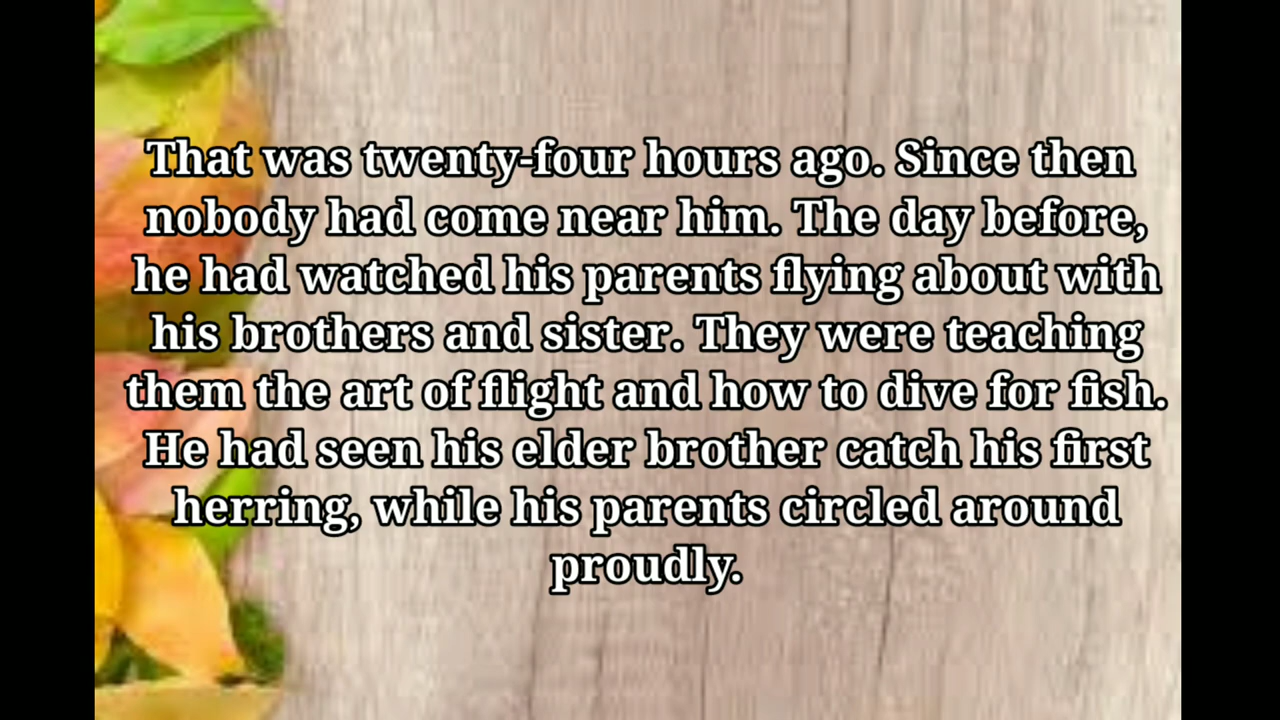 That was twenty-four hours ago. Since then
nobody had come near him. The day before,
he had watched his parents flying about with
his brothers and sister. They were teaching
them the art of flight and how to dive for fish.
He had seen his elder brother catch his first
herring, while his parents circled around
proudly.